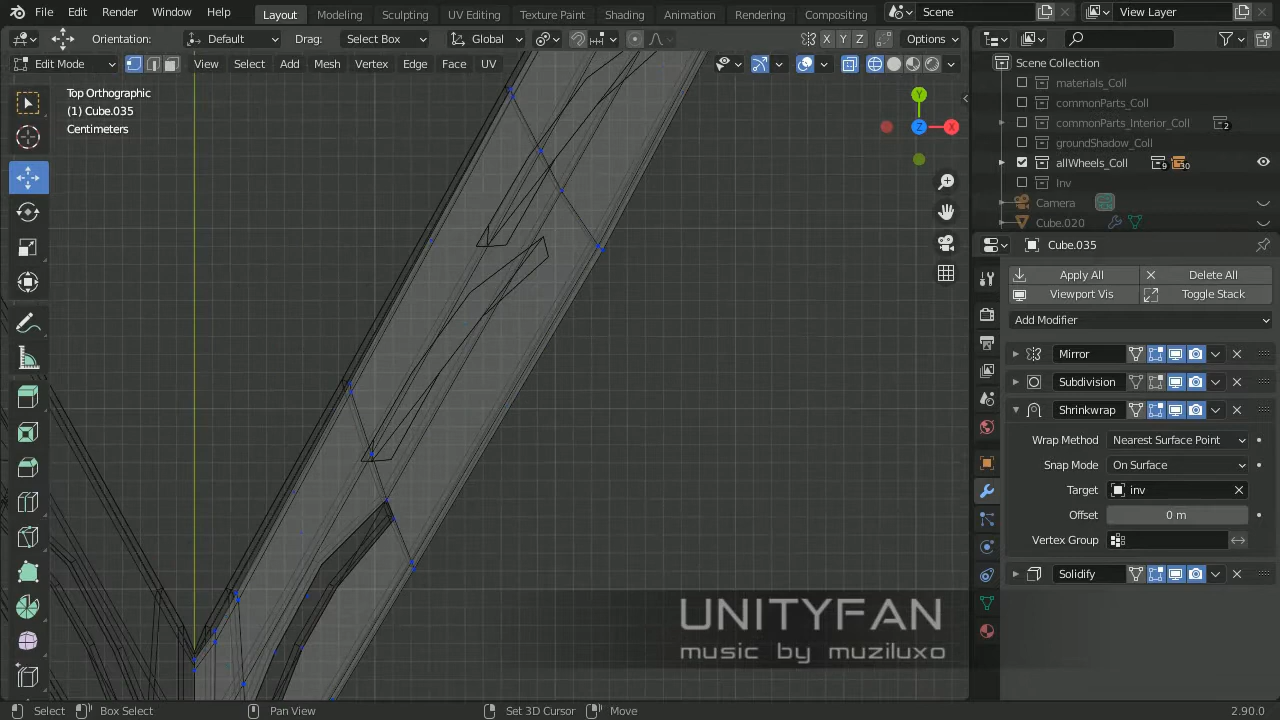 File Edit Render Window Help
Layout Modeling Sculpting UV Editing Texture Paint Shading Animation Rendering Compositing
Scene
View Layer
Orientation: Default Drag: Select Box Global
X Y Z Options
Edit Mode View Select Add Mesh Vertex Edge Face UV
Top Orthographic
(1) Cube.035
Centimeters
Y
Z
X
Scene Collection
materials_Coll
commonParts_Coll
commonParts_Interior_Coll 2
groundShadow_Coll
allWheels_Coll 9 30
Inv
Camera
Cube.020
Cube.035
Apply All Delete All
Viewport Vis Toggle Stack
Add Modifier
Mirror
Subdivision
Shrinkwrap
Wrap Method Nearest Surface Point
Snap Mode On Surface
Target inv
Offset 0 m
Vertex Group
Solidify
UNITYFAN
music by muziluxo
Select Box Select Pan View Set 3D Cursor Move 2.90.0